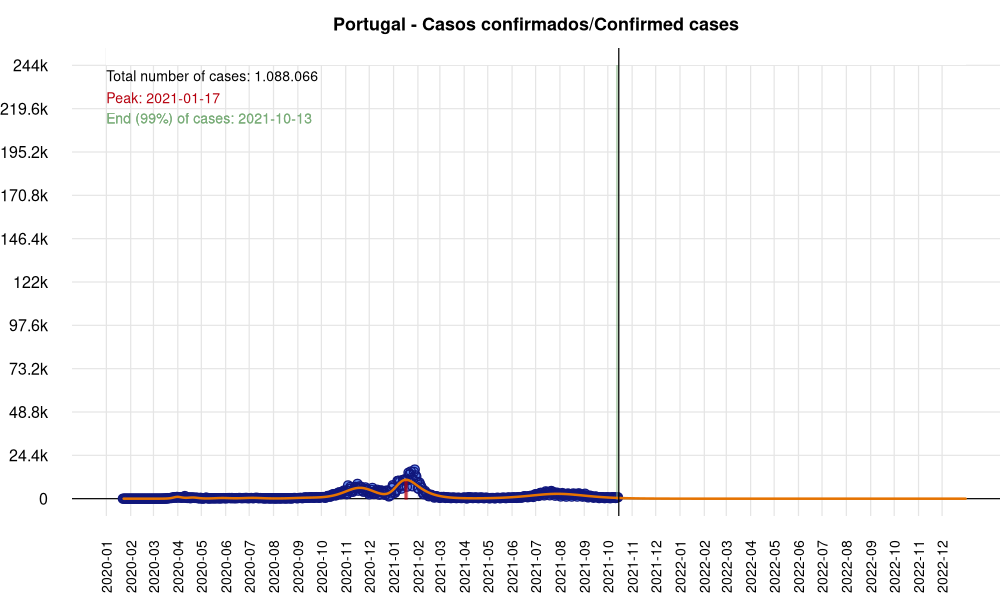 Portugal - Casos confirmados/Confirmed cases
Total number of cases: 1.088.066
Peak: 2021-01-17
End (99%) of cases: 2021-10-13
244k
219.6k
195.2k
170.8k
146.4k
122k
97.6k
73.2k
48.8k
24.4k
0
2020-01
2020-02
2020-03
2020-04
2020-05
2020-06
2020-07
2020-08
2020-09
2020-10
2020-11
2020-12
2021-01
2021-02
2021-03
2021-04
2021-05
2021-06
2021-07
2021-08
2021-09
2021-10
2021-11
2021-12
2022-01
2022-02
2022-03
2022-04
2022-05
2022-06
2022-07
2022-08
2022-09
2022-10
2022-11
2022-12